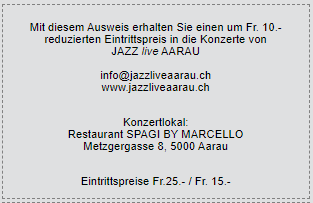 Mit diesem Ausweis erhalten Sie einen um Fr. 10.-
reduzierten Eintrittspreis in die Konzerte von
JAZZ live AARAU
info@jazzliveaarau.ch
www.jazzliveaarau.ch
Konzertlokal:
Restaurant SPAGI BY MARCELLO
Metzgergasse 8, 5000 Aarau
Eintrittspreise Fr.25.- / Fr. 15.-